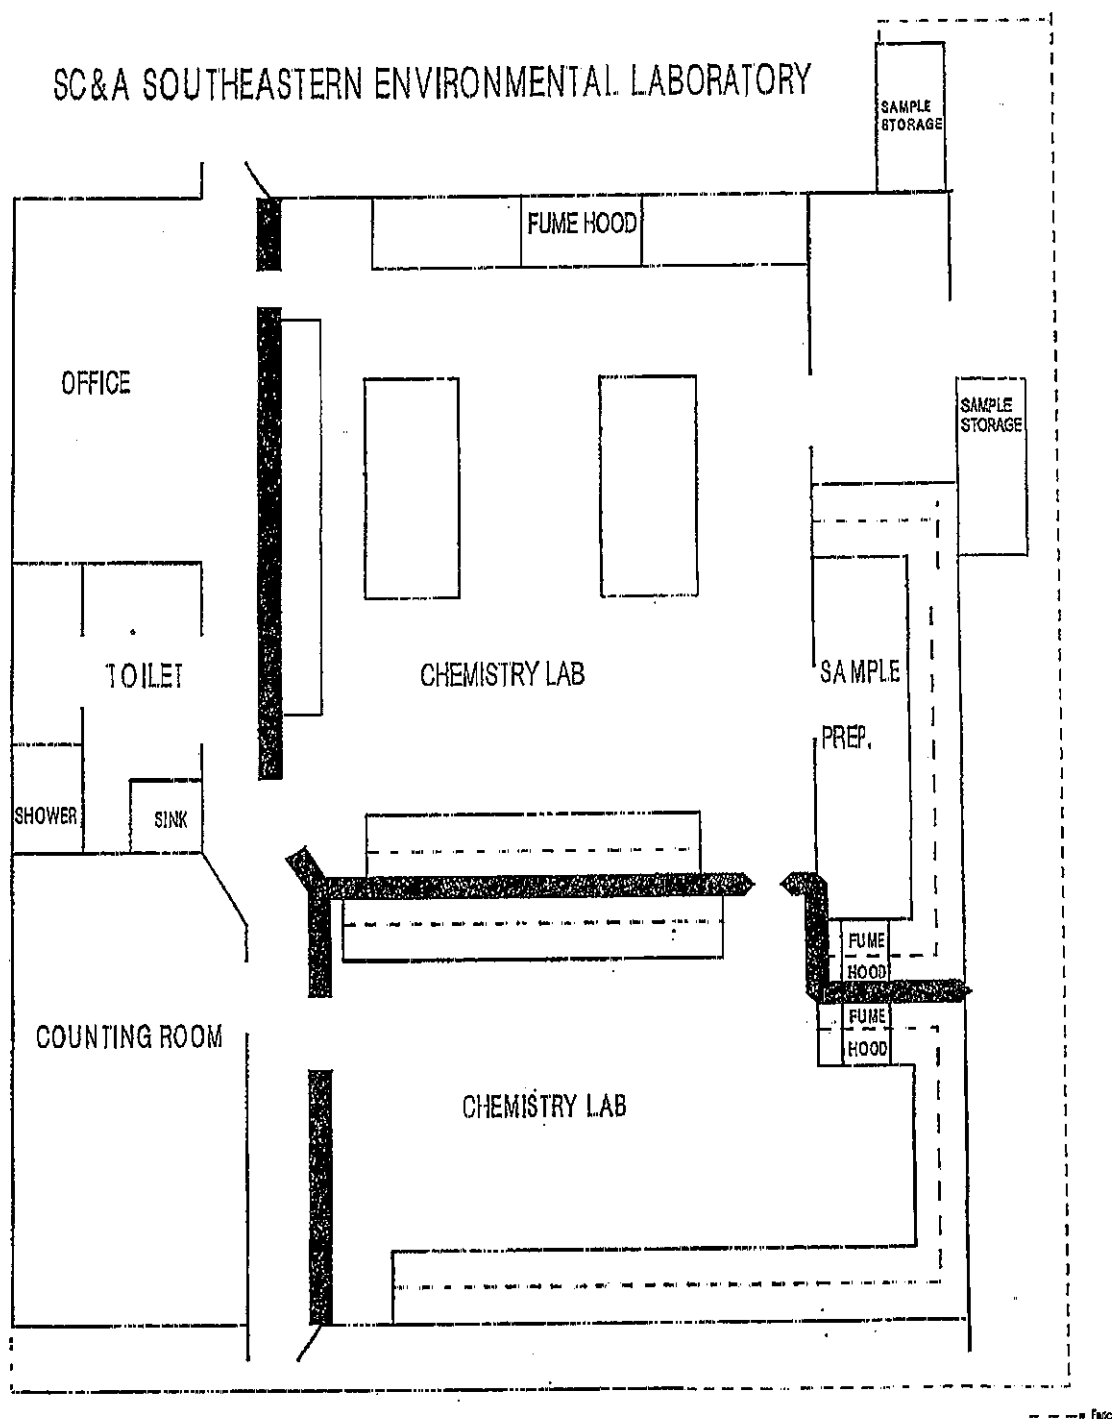 SC&A SOUTHEASTERN ENVIRONMENTAL LABORATORY
SAMPLE
STORAGE
FUME HOOD
OFFICE
SAMPLE
STORAGE
TOILET
CHEMISTRY LAB
SAMPLE
PREP.
SHOWER
SINK
FUME
HOOD
FUME
HOOD
COUNTING ROOM
CHEMISTRY LAB